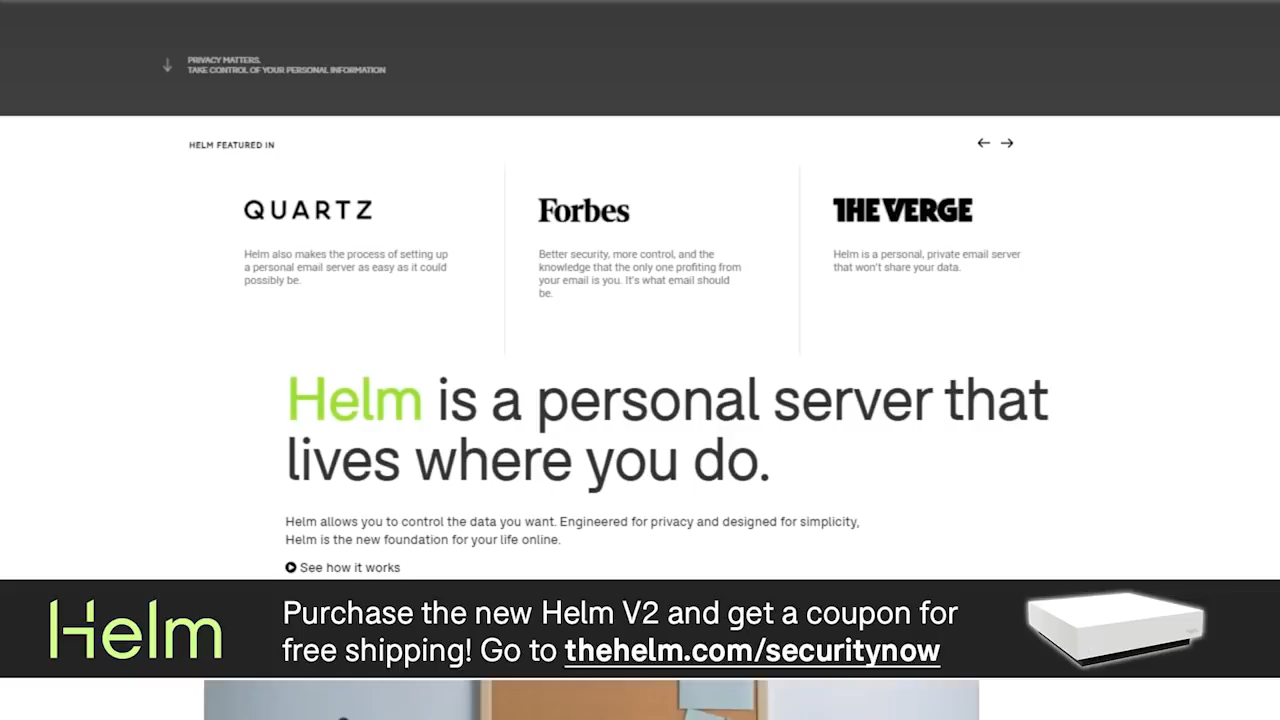 PRIVACY MATTERS.
TAKE CONTROL OF YOUR PERSONAL INFORMATION
HELM FEATURED IN
QUARTZ
Helm also makes the process of setting up
a personal email server as easy as it could
possibly be.
Forbes
Better security, more control, and the
knowledge that the only one profiting from
your email is you. It's what email should
be.
THE VERGE
Helm is a personal, private email server
that won't share your data.
Helm is a personal server that
lives where you do.
Helm allows you to control the data you want. Engineered for privacy and designed for simplicity,
Helm is the new foundation for your life online.
See how it works
Helm
Purchase the new Helm V2 and get a coupon for
free shipping! Go to thehelm.com/securitynow